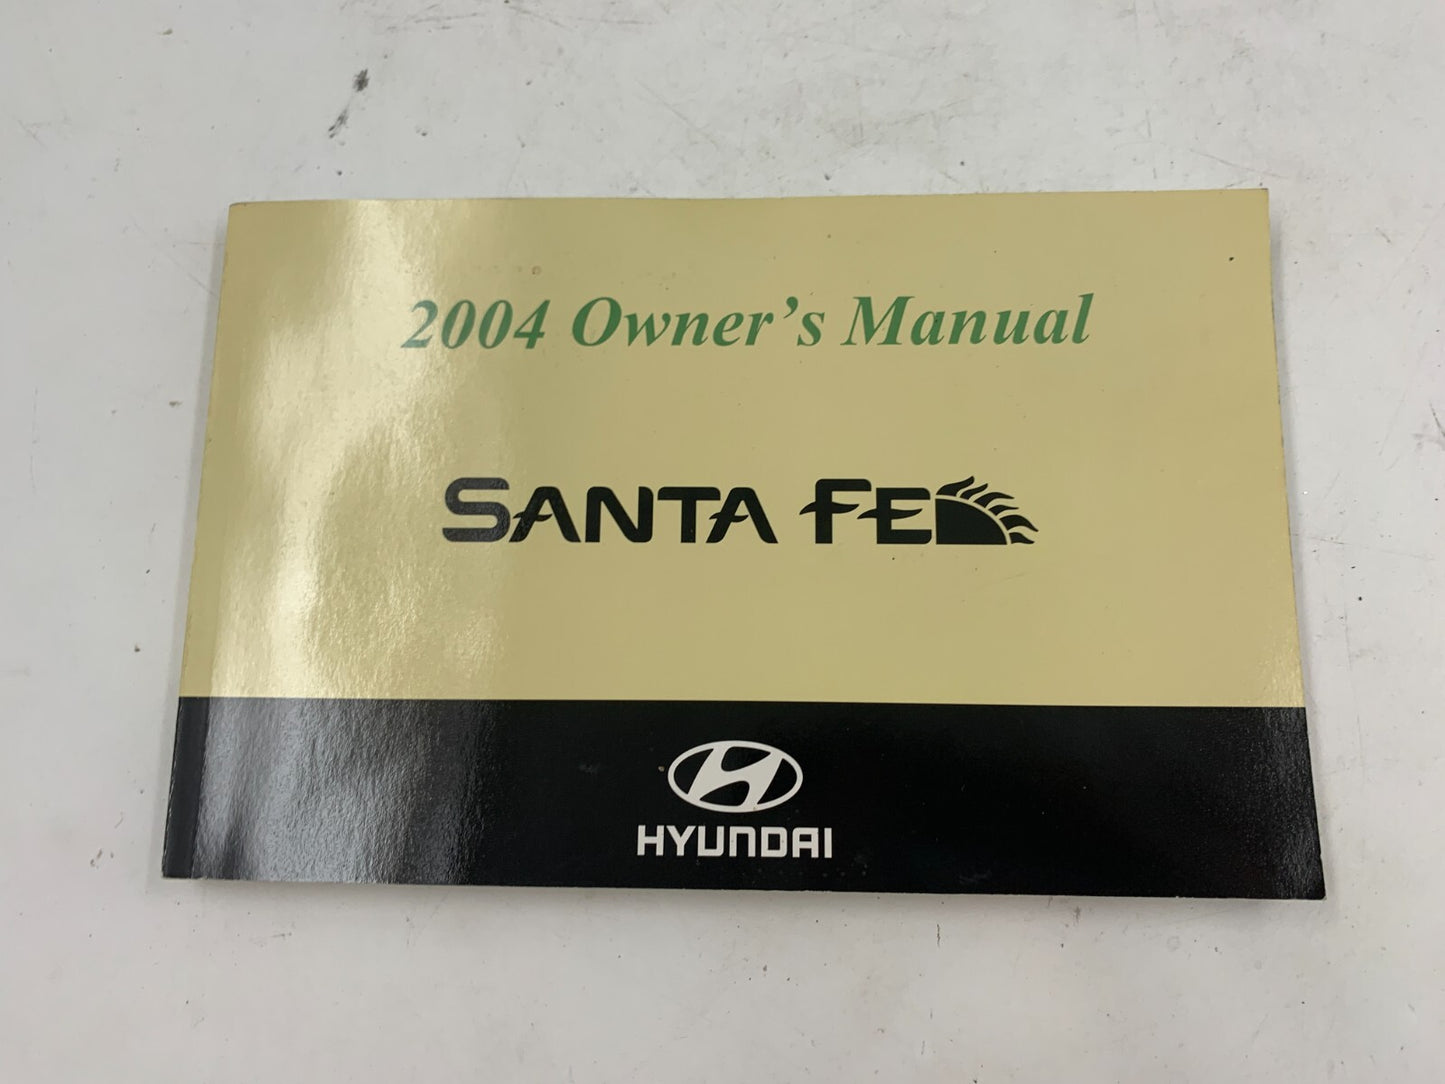 2004 Owner's Manual
SANTA FE
HYUNDAI